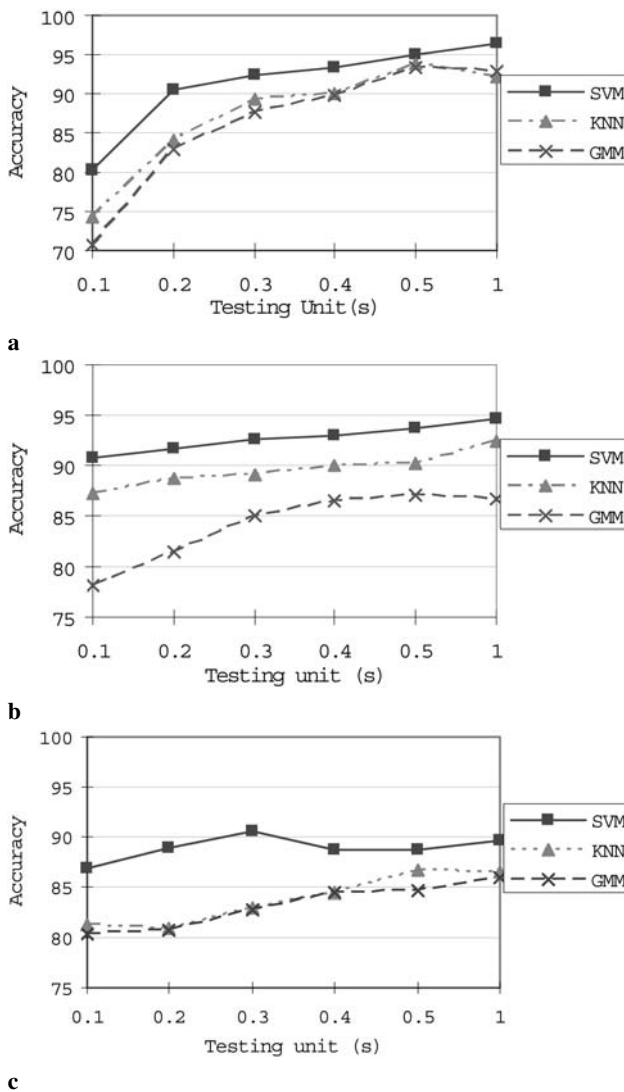 100
95
90
85
80
75
70
Accuracy
0.1 0.2 0.3 0.4 0.5 1
Testing Unit(s)
SVM
KNN
GMM
a
100
95
90
85
80
75
Accuracy
0.1 0.2 0.3 0.4 0.5 1
Testing unit (s)
SVM
KNN
GMM
b
100
95
90
85
80
75
Accuracy
0.1 0.2 0.3 0.4 0.5 1
Testing unit (s)
SVM
KNN
GMM
c